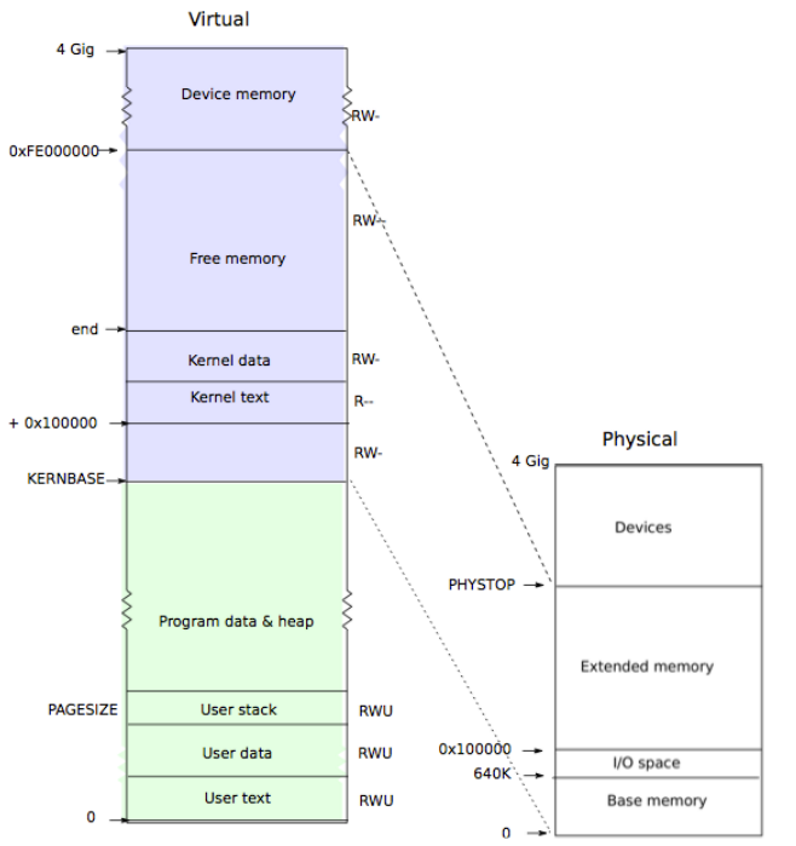 Virtual
4 Gig
Device memory
RW-
0xFE000000
RW-
Free memory
end
Kernel data
RW-
Kernel text
R--
+ 0x100000
RW-
KERNBASE
Program data & heap
PAGESIZE
User stack
RWU
User data
RWU
User text
RWU
0
Physical
4 Gig
Devices
PHYSTOP
Extended memory
0x100000
I/O space
640K
Base memory
0